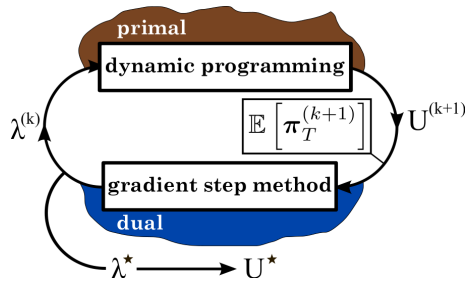 primal
dynamic programming
λ^(k)
U^(k+1)
𝔼 [π_T^(k+1)]
gradient step method
dual
λ^★ U^★